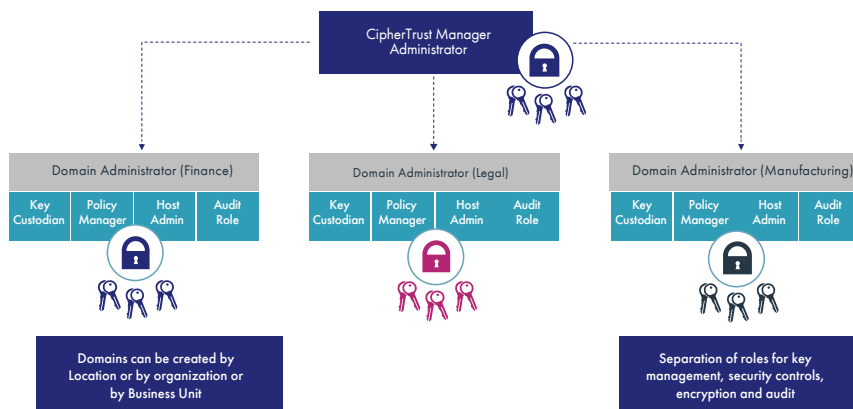 CipherTrust Manager
Administrator
Domain Administrator (Finance)
Domain Administrator (Legal)
Domain Administrator (Manufacturing)
Key
Custodian
Policy
Manager
Host
Admin
Audit
Role
Key
Custodian
Policy
Manager
Host
Admin
Audit
Role
Key
Custodian
Policy
Manager
Host
Admin
Audit
Role
Domains can be created by
Location or by organization or
by Business Unit
Separation of roles for key
management, security controls,
encryption and audit